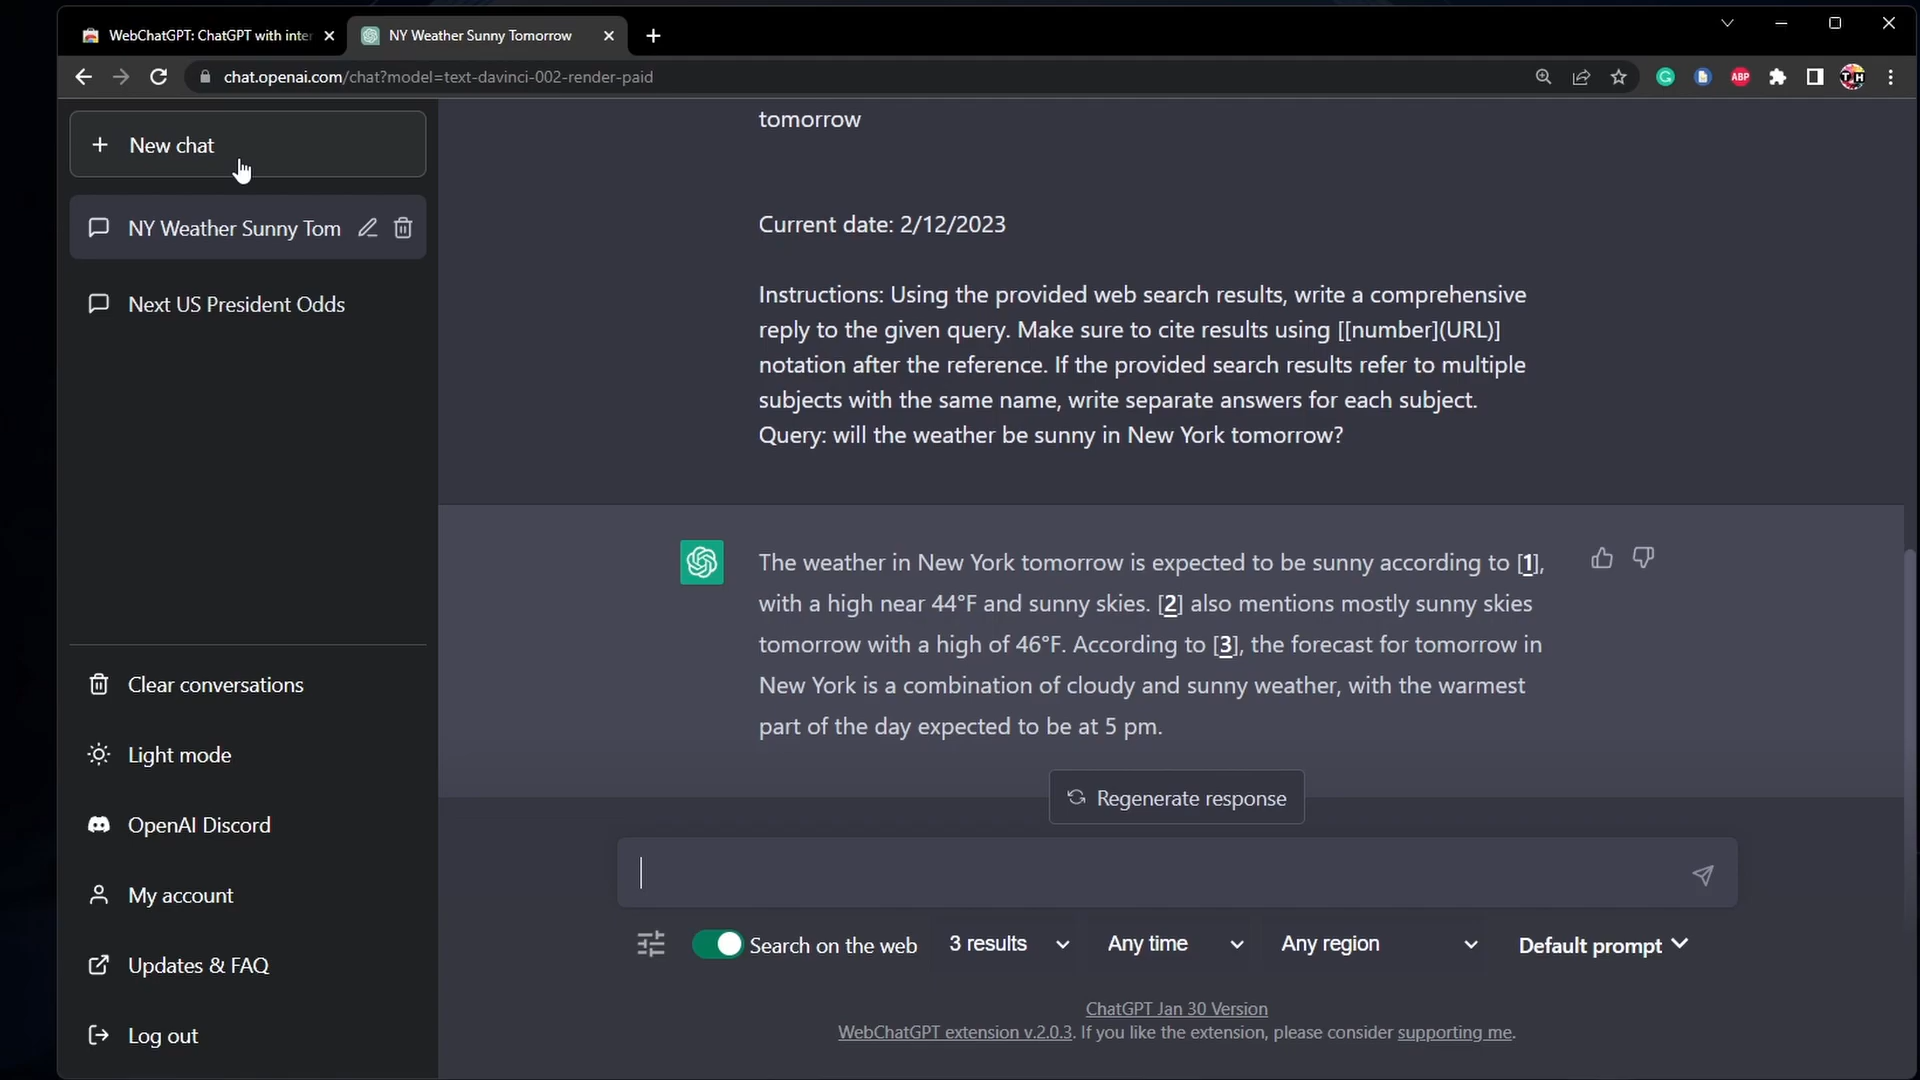 WebChatGPT: ChatGPT with inter
NY Weather Sunny Tomorrow
chat.openai.com/chat?model=text-davinci-002-render-paid
ABP
TH
New chat
NY Weather Sunny Tom
Next US President Odds
Clear conversations
Light mode
OpenAI Discord
My account
Updates & FAQ
Log out
tomorrow
Current date: 2/12/2023
Instructions: Using the provided web search results, write a comprehensive
reply to the given query. Make sure to cite results using [[number](URL)]
notation after the reference. If the provided search results refer to multiple
subjects with the same name, write separate answers for each subject.
Query: will the weather be sunny in New York tomorrow?
The weather in New York tomorrow is expected to be sunny according to [1],
with a high near 44°F and sunny skies. [2] also mentions mostly sunny skies
tomorrow with a high of 46°F. According to [3], the forecast for tomorrow in
New York is a combination of cloudy and sunny weather, with the warmest
part of the day expected to be at 5 pm.
Regenerate response
Search on the web
3 results
Any time
Any region
Default prompt
ChatGPT Jan 30 Version
WebChatGPT extension v.2.0.3. If you like the extension, please consider supporting me.